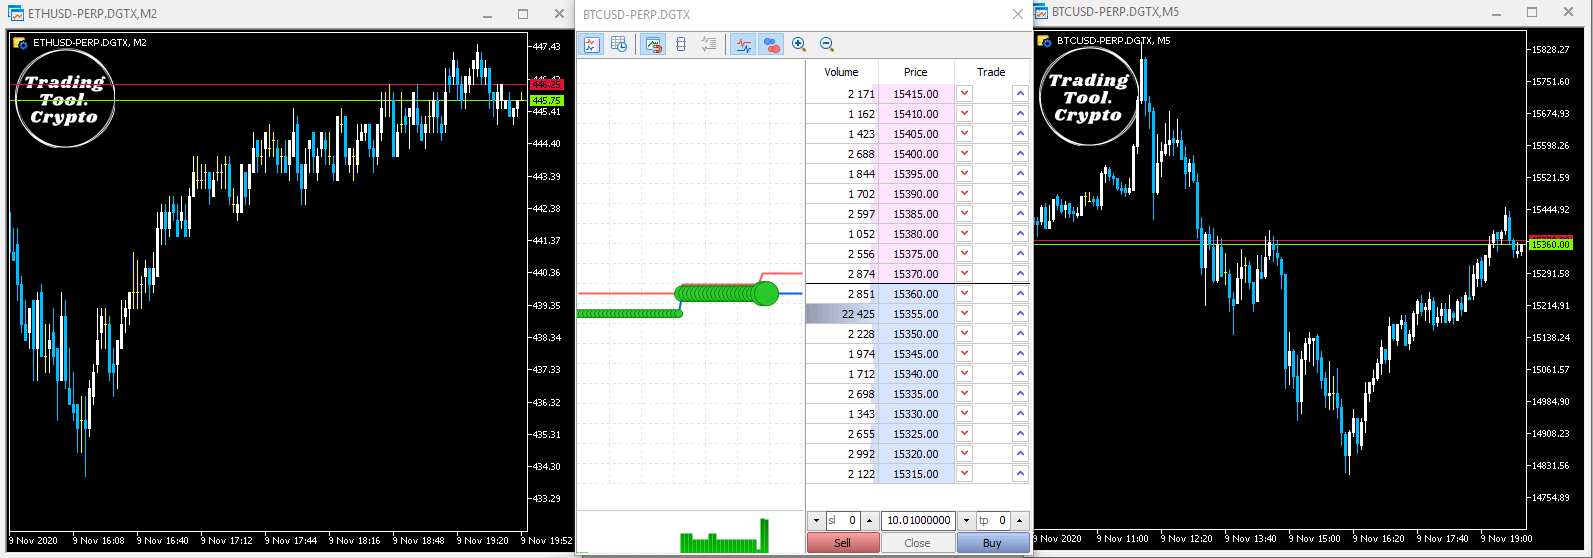 ETHUSD-PERP.DGTX,M2
ETHUSD-PERP.DGTX, M2
Trading
Tool.
Crypto
447.43
446.25
445.75
445.41
444.40
443.39
442.38
441.37
440.36
439.35
438.34
437.33
436.32
435.31
434.30
433.29
9 Nov 2020 9 Nov 16:08 9 Nov 16:40 9 Nov 17:12 9 Nov 17:44 9 Nov 18:16 9 Nov 18:48 9 Nov 19:20 9 Nov 19:52
BTCUSD-PERP.DGTX
Volume Price Trade
2 171 15415.00
1 162 15410.00
1 423 15405.00
2 688 15400.00
1 844 15395.00
1 702 15390.00
2 597 15385.00
1 052 15380.00
2 556 15375.00
2 874 15370.00
2 851 15360.00
22 425 15355.00
2 228 15350.00
1 974 15345.00
1 712 15340.00
2 698 15335.00
1 343 15330.00
2 655 15325.00
2 992 15320.00
2 122 15315.00
sl 0 10.01000000 tp 0
Sell Close Buy
BTCUSD-PERP.DGTX,M5
BTCUSD-PERP.DGTX, M5
Trading
Tool.
Crypto
15828.27
15751.60
15674.93
15598.26
15521.59
15444.92
15360.00
15291.58
15214.91
15138.24
15061.57
14984.90
14908.23
14831.56
14754.89
9 Nov 2020 9 Nov 11:00 9 Nov 12:20 9 Nov 13:40 9 Nov 15:00 9 Nov 16:20 9 Nov 17:40 9 Nov 19:00